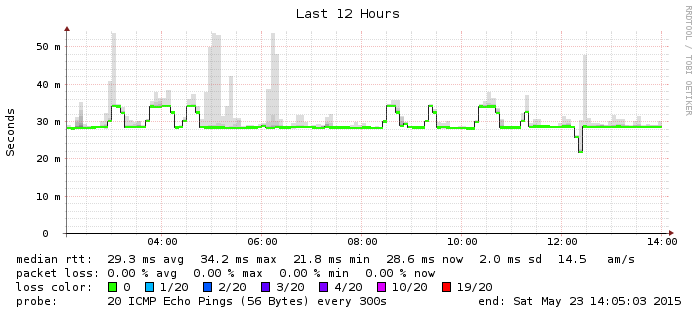 Last 12 Hours
RRDTOOL / TOBI OETIKER
Seconds
50 m
40 m
30 m
20 m
10 m
0
04:00 06:00 08:00 10:00 12:00 14:00
median rtt: 29.3 ms avg 34.2 ms max 21.8 ms min 28.6 ms now 2.0 ms sd 14.5 am/s
packet loss: 0.00 % avg 0.00 % max 0.00 % min 0.00 % now
loss color: 0 1/20 2/20 3/20 4/20 10/20 19/20
probe: 20 ICMP Echo Pings (56 Bytes) every 300s end: Sat May 23 14:05:03 2015